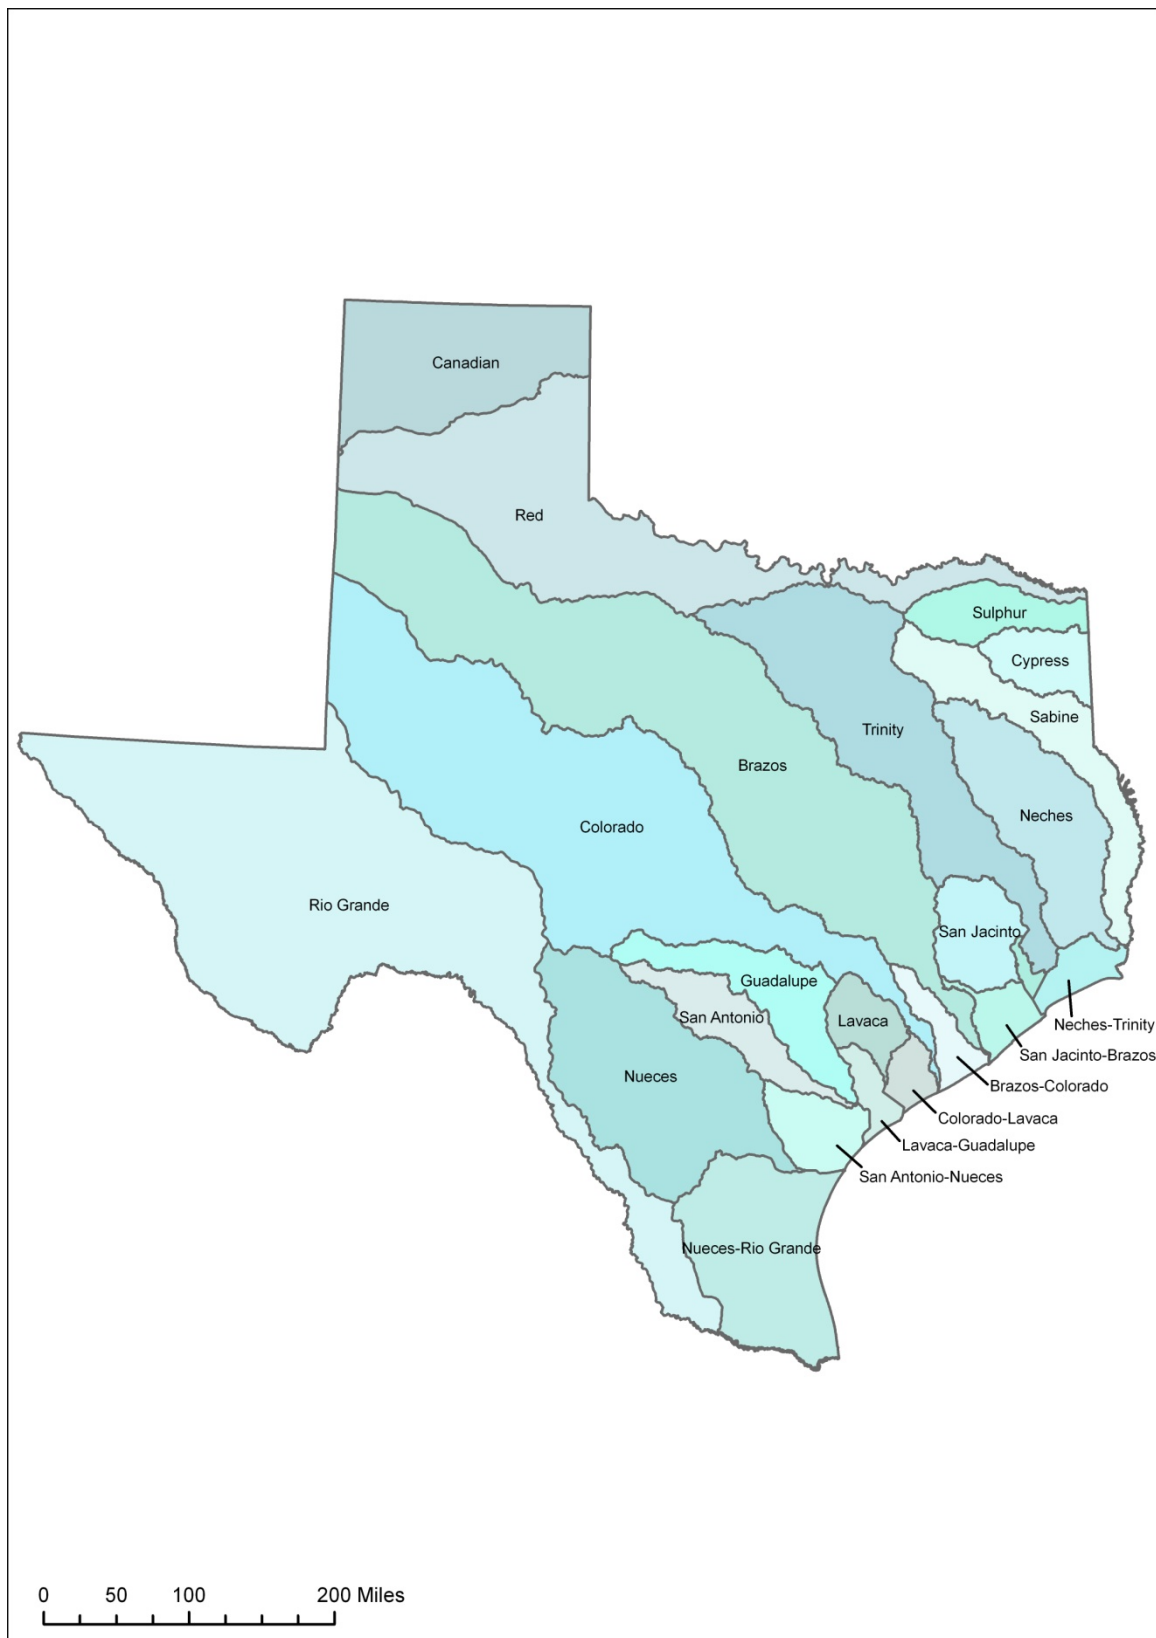 Canadian
Red
Sulphur
Cypress
Sabine
Trinity
Brazos
Neches
Colorado
Rio Grande
San Jacinto
Guadalupe
San Antonio
Lavaca
Neches-Trinity
San Jacinto-Brazos
Nueces
Brazos-Colorado
Colorado-Lavaca
Lavaca-Guadalupe
San Antonio-Nueces
Nueces-Rio Grande
0 50 100 200 Miles